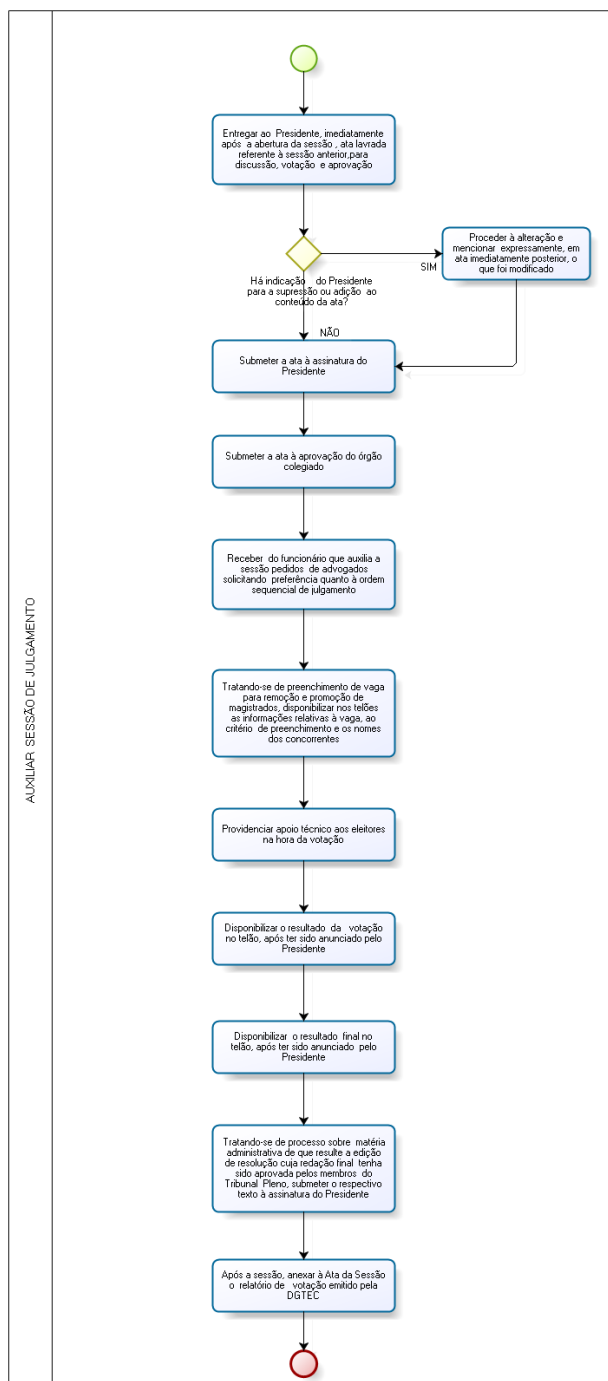 AUXILIAR SESSÃO DE JULGAMENTO
Entregar ao Presidente, imediatamente
após a abertura da sessão , ata lavrada
referente à sessão anterior,para
discussão, votação e aprovação
Há indicação do Presidente
para a supressão ou adição ao
conteúdo da ata?
SIM
Proceder à alteração e
mencionar expressamente, em
ata imediatamente posterior, o
que foi modificado
NÃO
Submeter a ata à assinatura do
Presidente
Submeter a ata à aprovação do órgão
colegiado
Receber do funcionário que auxilia a
sessão pedidos de advogados
solicitando preferência quanto à ordem
sequencial de julgamento
Tratando-se de preenchimento de vaga
para remoção e promoção de
magistrados, disponibilizar nos telões
as informações relativas à vaga, ao
critério de preenchimento e os nomes
dos concorrentes
Providenciar apoio técnico aos eleitores
na hora da votação
Disponibilizar o resultado da votação
no telão, após ter sido anunciado pelo
Presidente
Disponibilizar o resultado final no
telão, após ter sido anunciado pelo
Presidente
Tratando-se de processo sobre matéria
administrativa de que resulte a edição
de resolução cuja redação final tenha
sido aprovada pelos membros do
Tribunal Pleno, submeter o respectivo
texto à assinatura do Presidente
Após a sessão, anexar à Ata da Sessão
o relatório de votação emitido pela
DGTEC